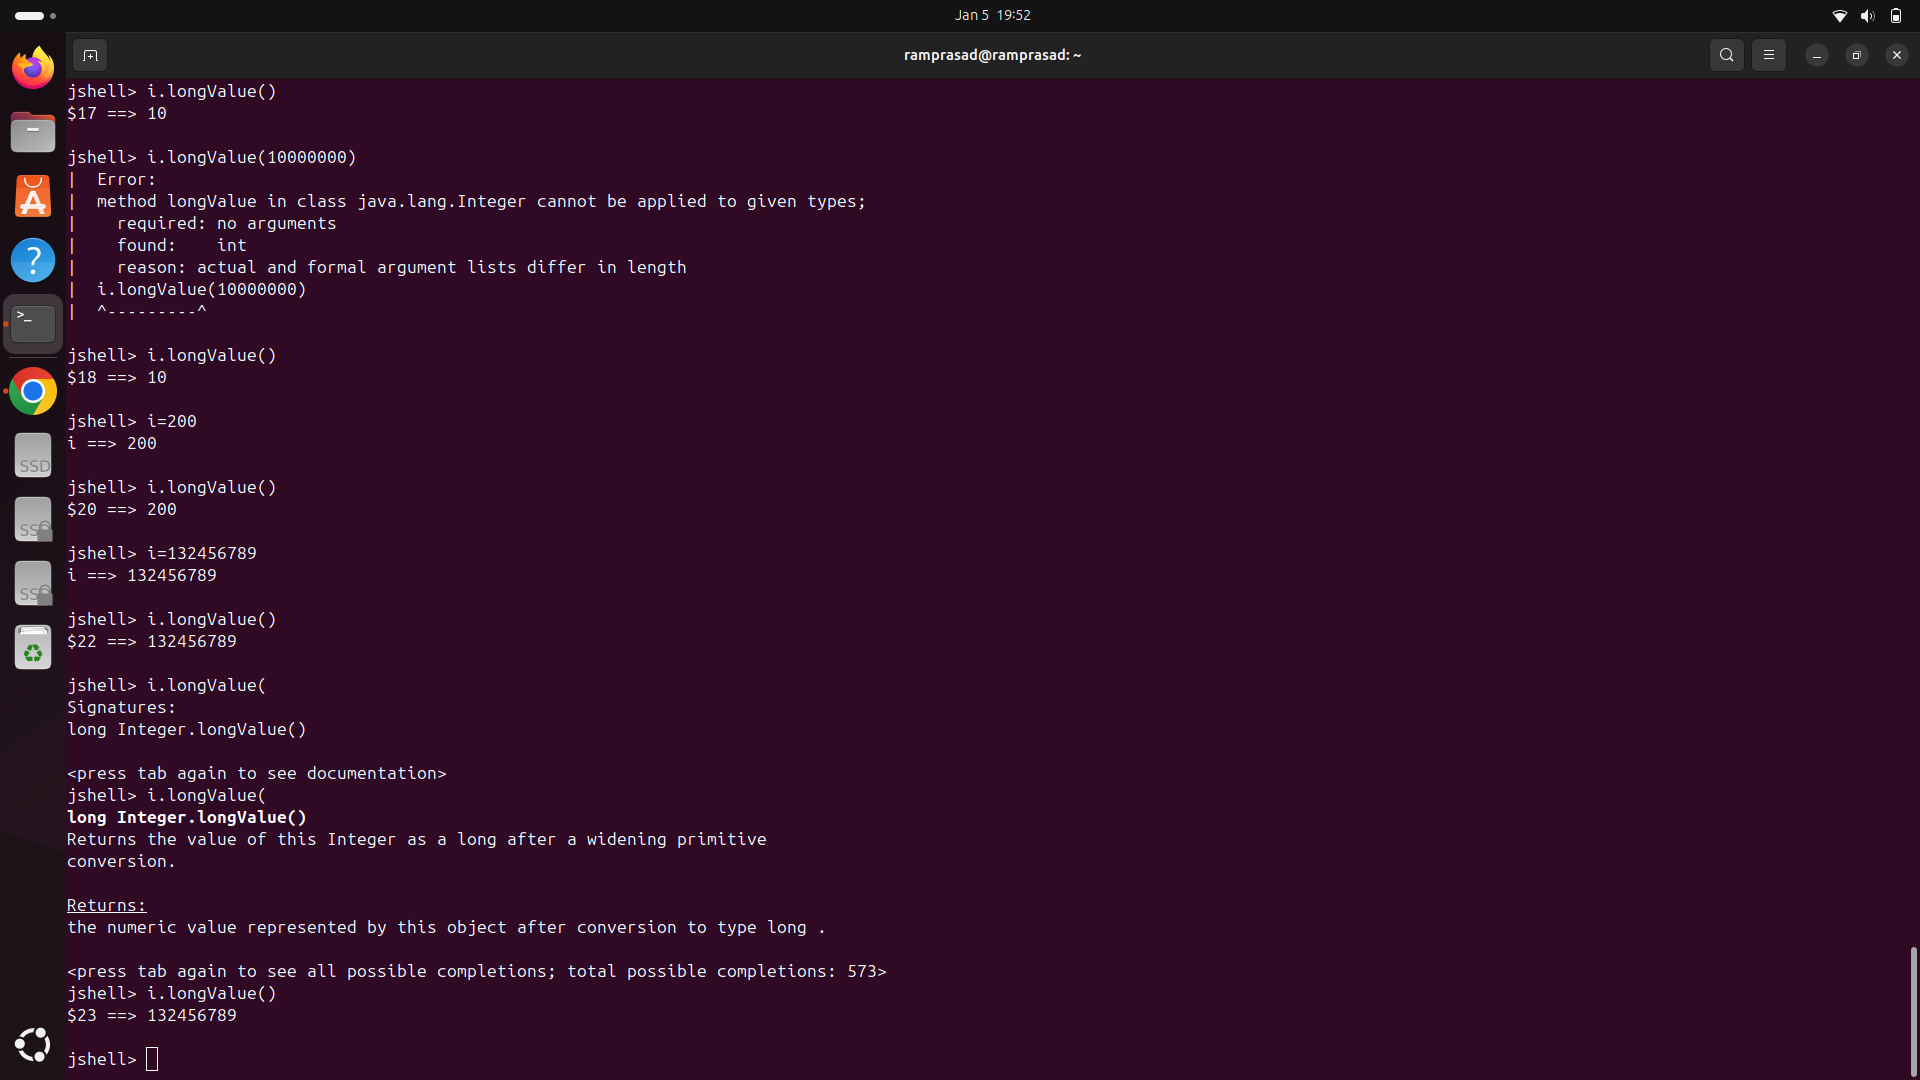 Jan 5 19:52
ramprasad@ramprasad: ~
jshell> i.longValue()
$17 ==> 10
jshell> i.longValue(10000000)
|  Error:
|  method longValue in class java.lang.Integer cannot be applied to given types;
|    required: no arguments
|    found:    int
|    reason: actual and formal argument lists differ in length
|  i.longValue(10000000)
|  ^---------^
jshell> i.longValue()
$18 ==> 10
jshell> i=200
i ==> 200
jshell> i.longValue()
$20 ==> 200
jshell> i=132456789
i ==> 132456789
jshell> i.longValue()
$22 ==> 132456789
jshell> i.longValue(
Signatures:
long Integer.longValue()
<press tab again to see documentation>
jshell> i.longValue(
long Integer.longValue()
Returns the value of this Integer as a long after a widening primitive
conversion.
Returns:
the numeric value represented by this object after conversion to type long .
<press tab again to see all possible completions; total possible completions: 573>
jshell> i.longValue()
$23 ==> 132456789
jshell>
?
>_
SSD
SS
SS